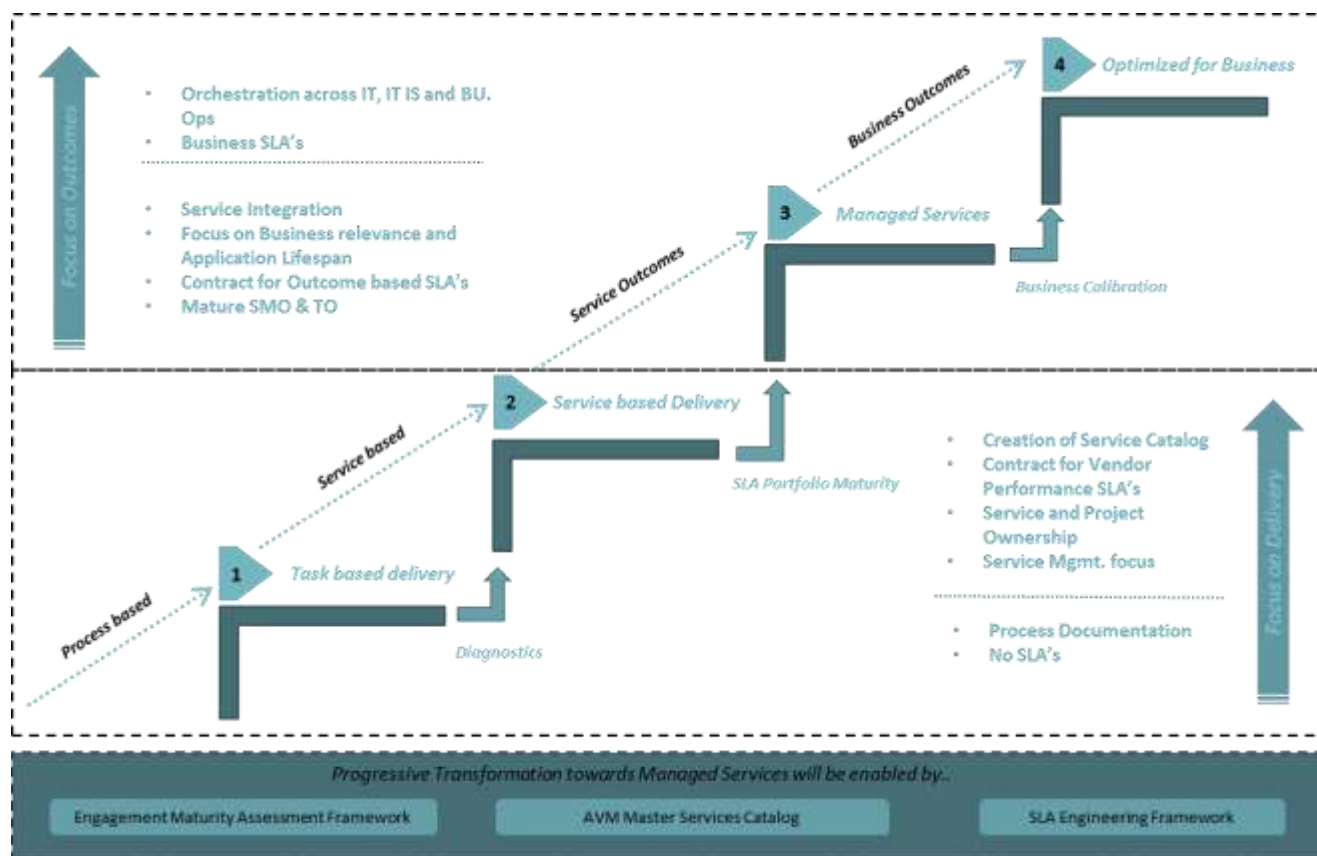 Focus on Outcomes
• Orchestration across IT, IT IS and BU.
Ops
• Business SLA's
• Service Integration
• Focus on Business relevance and
Application Lifespan
• Contract for Outcome based SLA's
• Mature SMO & TO
Business Outcomes
4
Optimized for Business
Service Outcomes
3
Managed Services
Business Calibration
Service based
2
Service based Delivery
SLA Portfolio Maturity
Process based
1
Task based delivery
Diagnostics
• Creation of Service Catalog
• Contract for Vendor
Performance SLA's
• Service and Project
Ownership
• Service Mgmt. focus
• Process Documentation
• No SLA's
Focus on Delivery
Progressive Transformation towards Managed Services will be enabled by..
Engagement Maturity Assessment Framework
AVM Master Services Catalog
SLA Engineering Framework